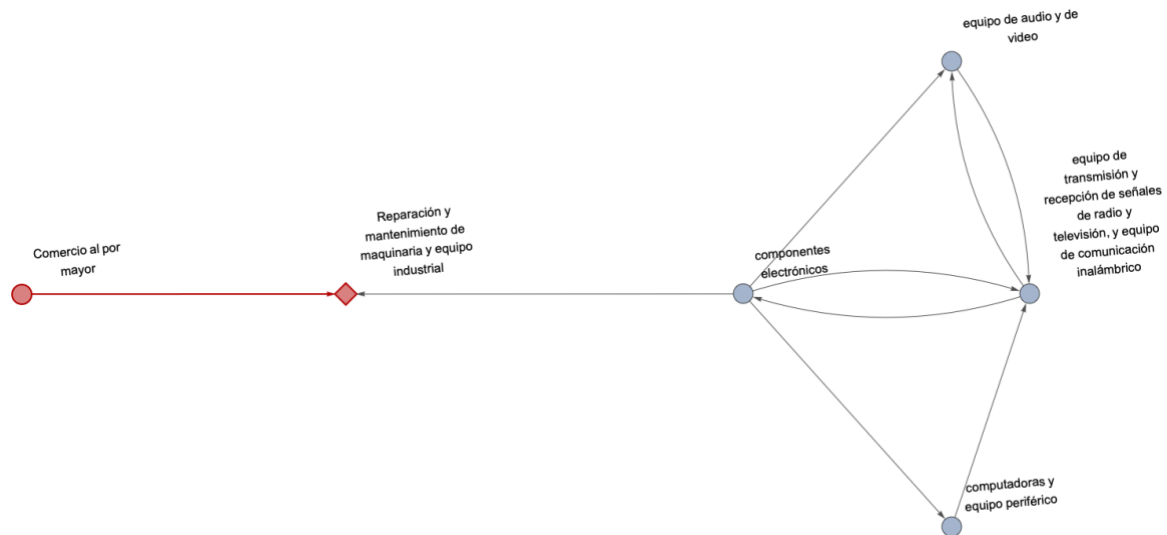 equipo de audio y de
video
equipo de
transmisión y
recepción de señales
de radio y
televisión, y equipo
de comunicación
inalámbrico
Reparación y
mantenimiento de
maquinaria y equipo
industrial
Comercio al por
mayor
componentes
electrónicos
computadoras y
equipo periférico